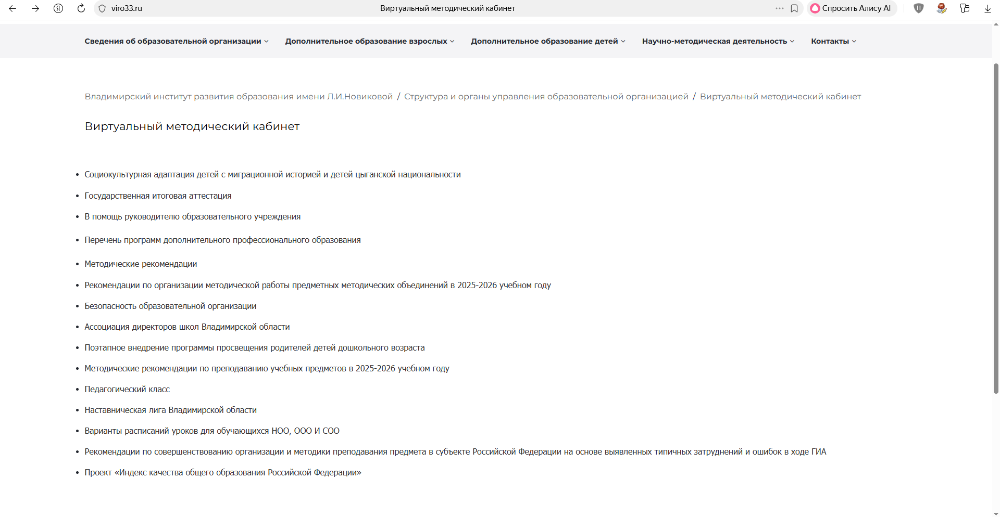 viro33.ru
Виртуальный методический кабинет
Спросить Алису AI
Сведения об образовательной организации
Дополнительное образование взрослых
Дополнительное образование детей
Научно-методическая деятельность
Контакты
Владимирский институт развития образования имени Л.И.Новиковой / Структура и органы управления образовательной организацией / Виртуальный методический кабинет
Виртуальный методический кабинет
• Социокультурная адаптация детей с миграционной историей и детей цыганской национальности
• Государственная итоговая аттестация
• В помощь руководителю образовательного учреждения
• Перечень программ дополнительного профессионального образования
• Методические рекомендации
• Рекомендации по организации методической работы предметных методических объединений в 2025-2026 учебном году
• Безопасность образовательной организации
• Ассоциация директоров школ Владимирской области
• Поэтапное внедрение программы просвещения родителей детей дошкольного возраста
• Методические рекомендации по преподаванию учебных предметов в 2025-2026 учебном году
• Педагогический класс
• Наставническая лига Владимирской области
• Варианты расписаний уроков для обучающихся НОО, ООО И СОО
• Рекомендации по совершенствованию организации и методики преподавания предмета в субъекте Российской Федерации на основе выявленных типичных затруднений и ошибок в ходе ГИА
• Проект «Индекс качества общего образования Российской Федерации»